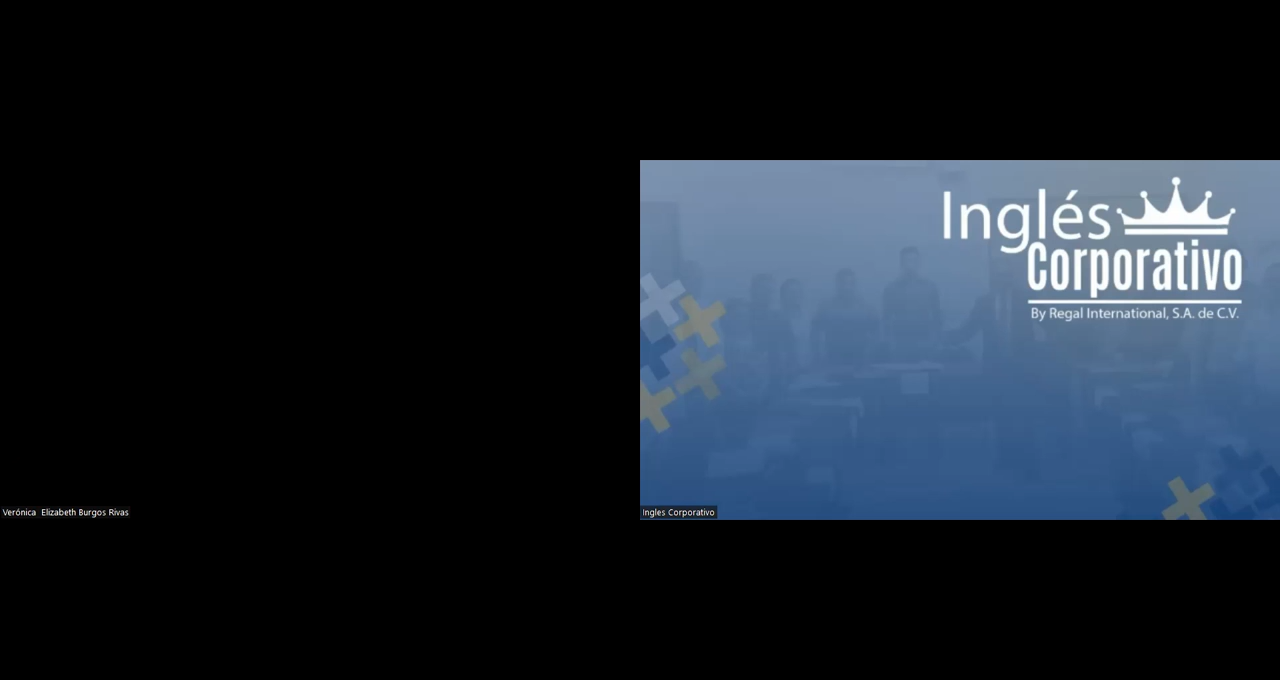 Inglés
Corporativo
By Regal International, S.A. de C.V.
Verónica Elizabeth Burgos Rivas
Ingles Corporativo